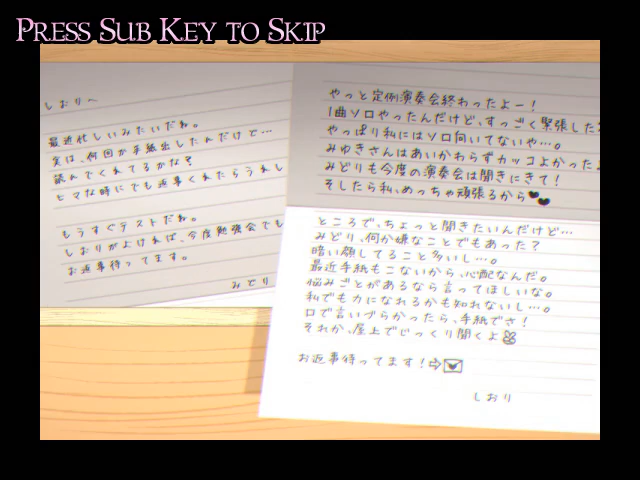 PRESS SUB KEY TO SKIP
しおりへ
最近忙しいみたいだね。
実は、何回か手紙出したんだけど…
読んでくれてるかな?
ヒマな時にでも返事くれたらうれし
もうすぐテストだね。
しおりがよければ、今度勉強会でも
お返事待ってます。
みどり
やっと定例演奏会終わったよー!
1曲ソロやったんだけど、すっごく緊張した
やっぱり私にはソロ向いてないや…。
みゆきさんはあいかわらずカッコよかったよ
みどりも今度の演奏会は聞きにきて!
そしたら私、めっちゃ頑張るから
ところで、ちょっと聞きたいんだけど…
みどり、何か嫌なことでもあった?
暗い顔してること多いし…。
最近手紙もこないから、心配なんだ。
悩みごとがあるなら言ってほしいな。
私でも力になれるかも知れないし…。
口で言いづらかったら、手紙でさ!
それか、屋上でじっくり聞くよ
お返事待ってます!⇨
しおり